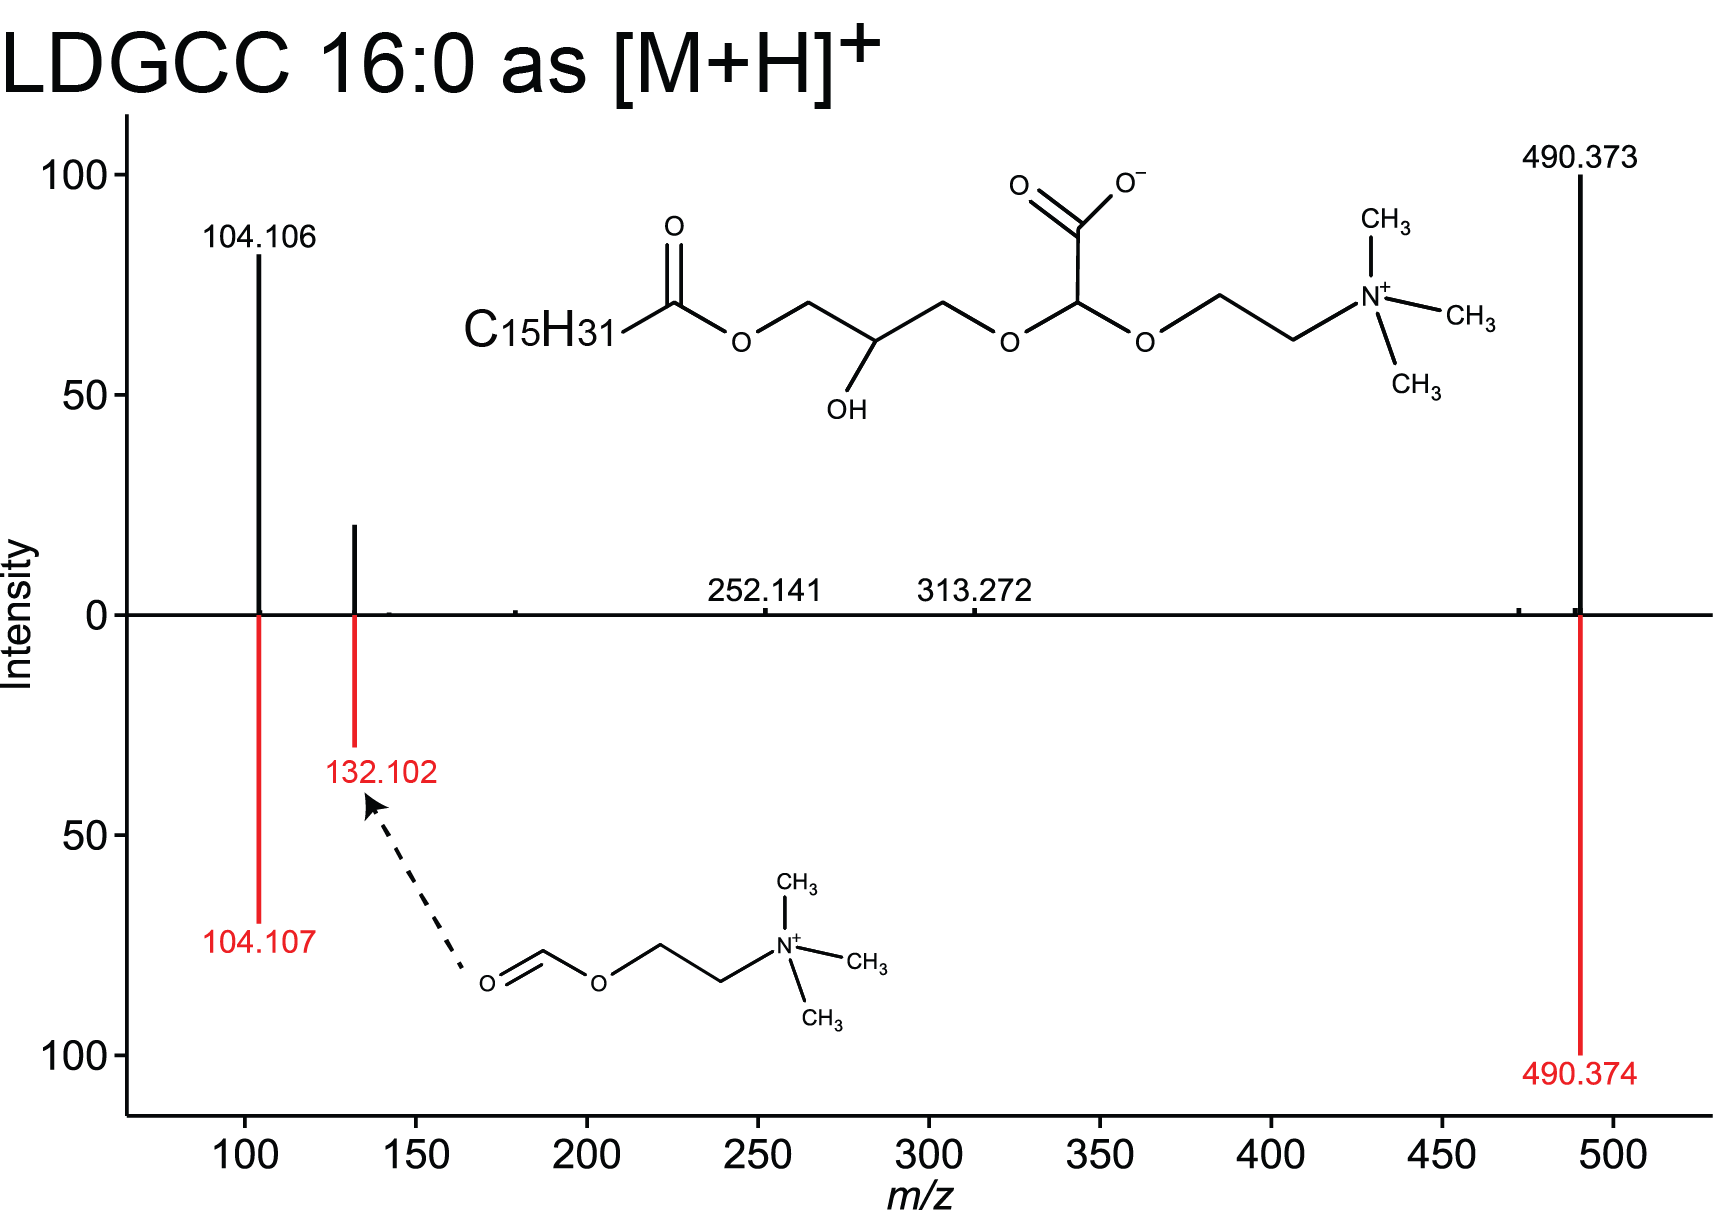 LDGCC 16:0 as [M+H]+
Intensity
100
50
0
50
100
104.106
490.373
252.141
313.272
C15H31
O
O
OH
O
O
O−
O
N+
CH3
CH3
CH3
132.102
104.107
490.374
O
O
N+
CH3
CH3
CH3
100
150
200
250
300
350
400
450
500
m/z